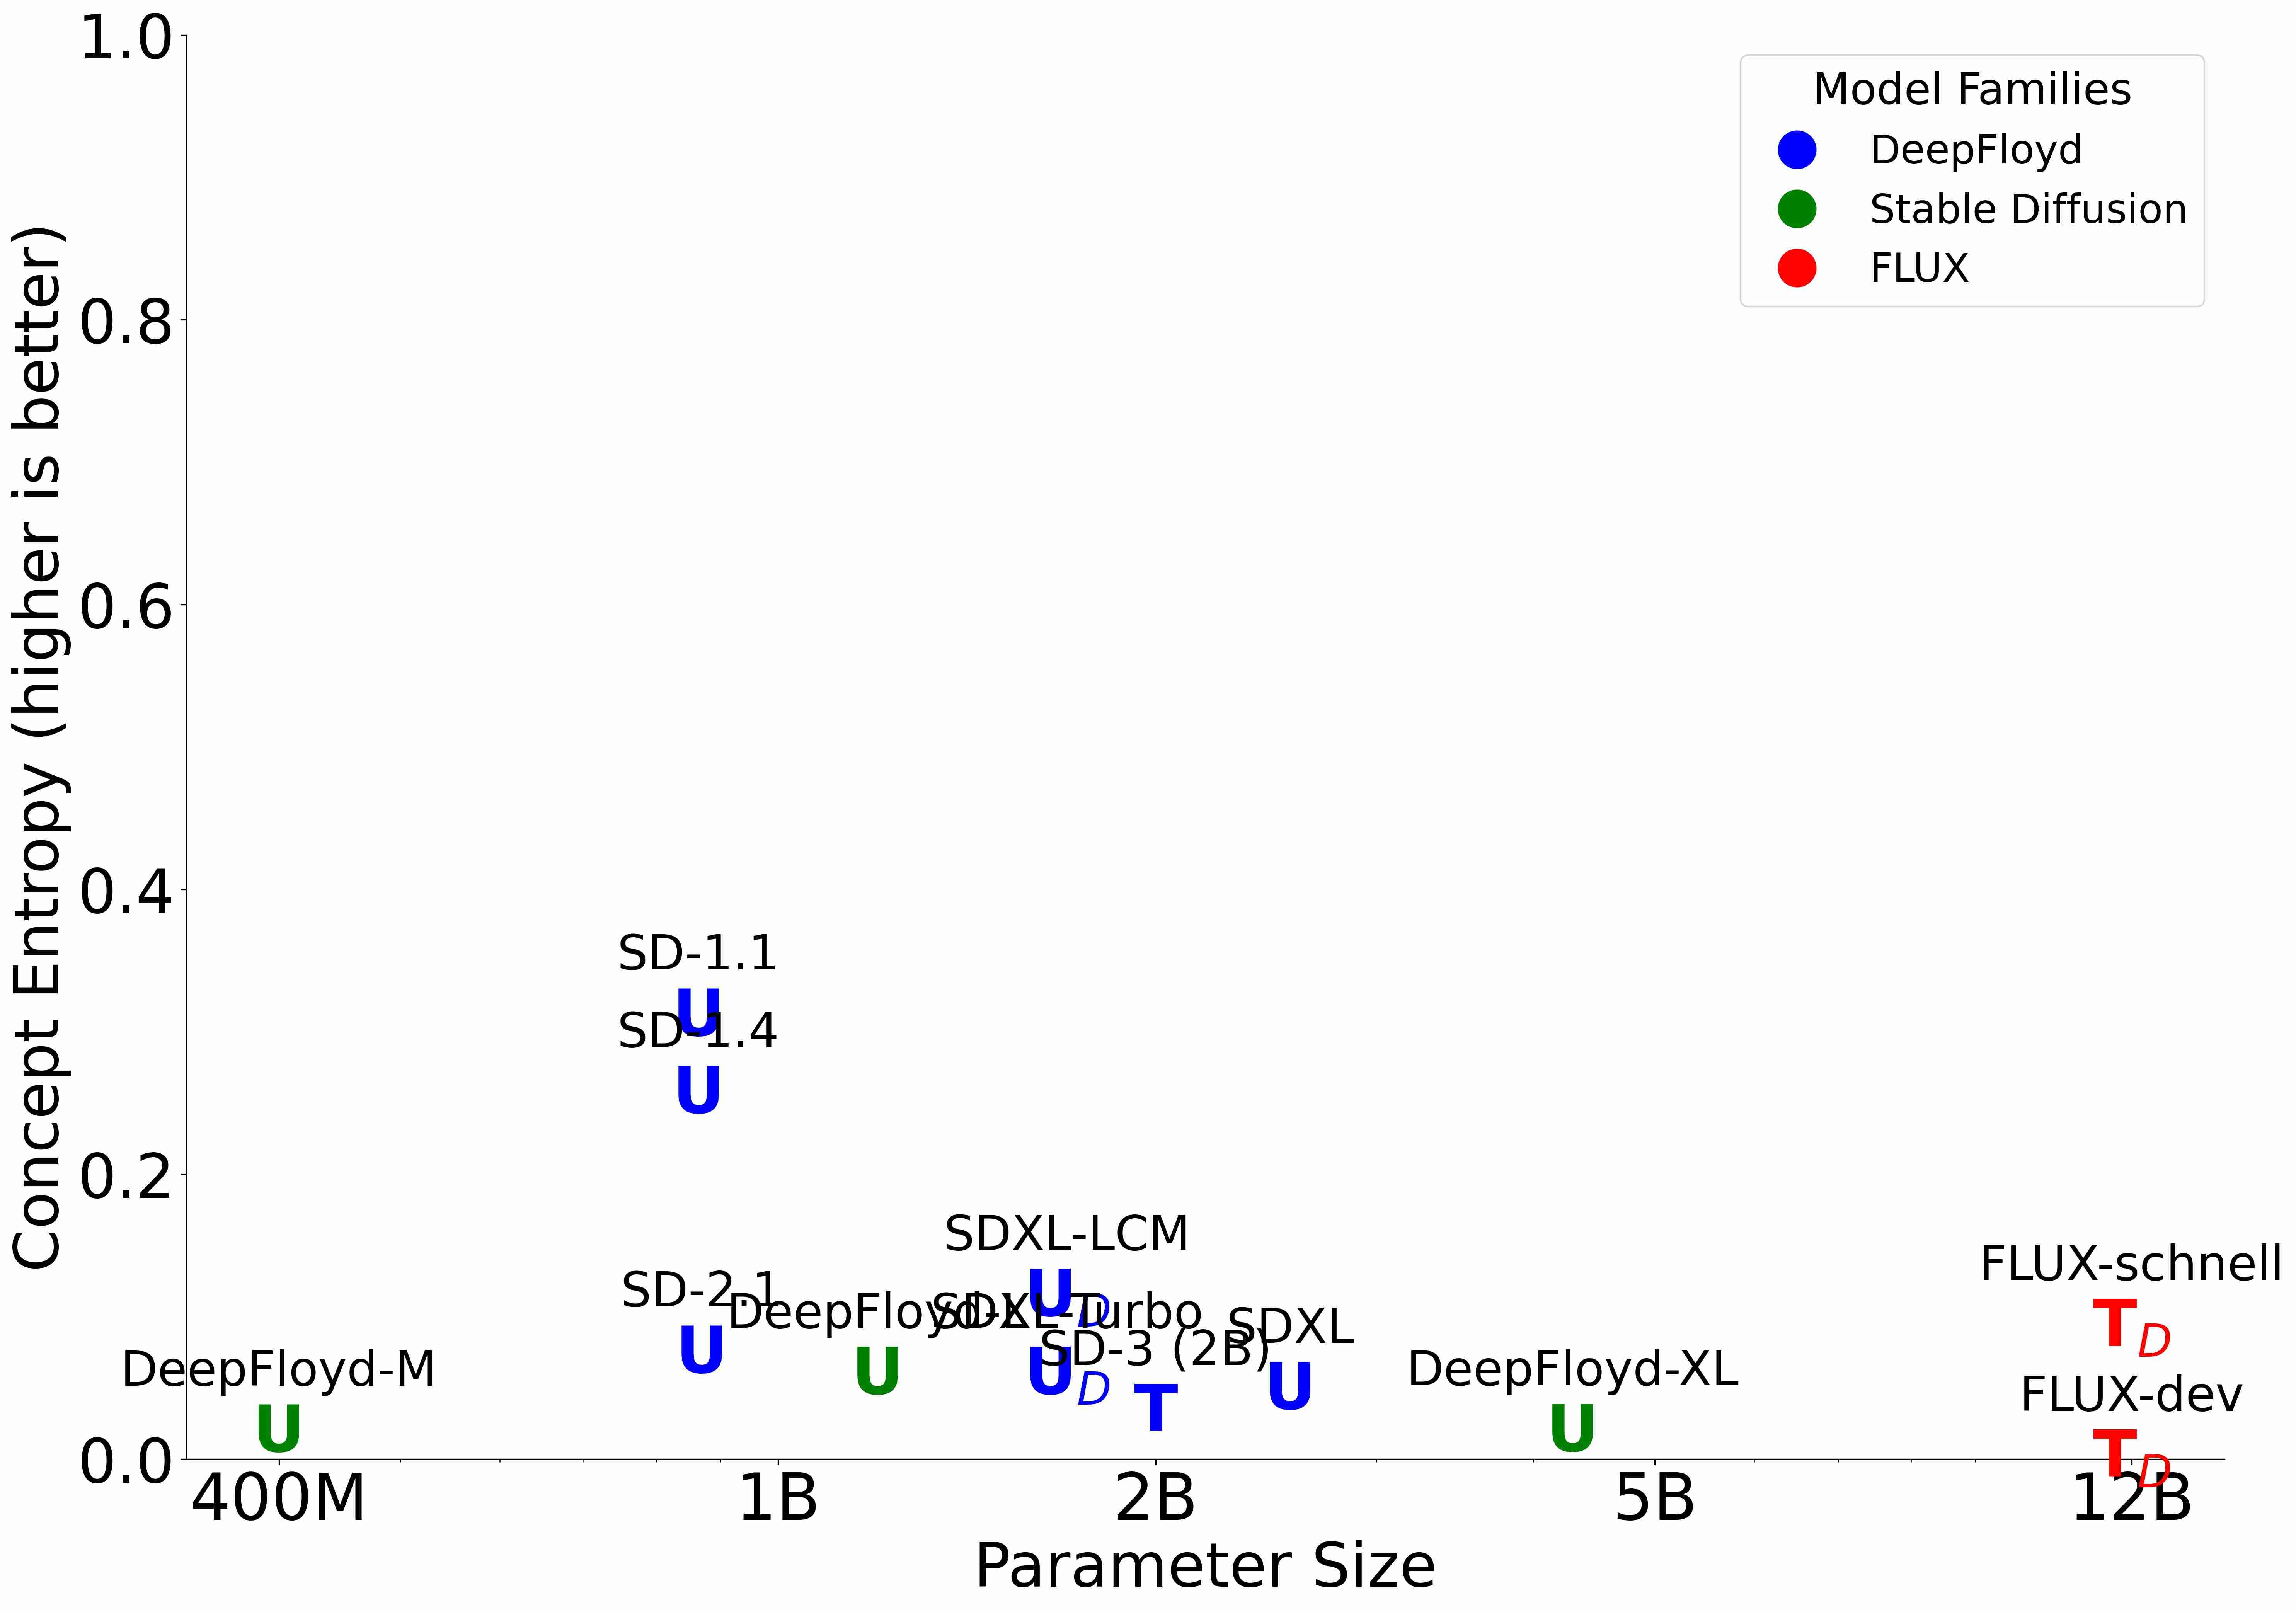 Concept Entropy (higher is better)
1.0
0.8
0.6
0.4
0.2
0.0
Model Families
DeepFloyd
Stable Diffusion
FLUX
SD-1.1
U
SD-1.4
U
SDXL-LCM
U D
SD-2.1
U
DeepFloyd-L
U
SDXL-Turbo
U D
SD-3 (2B)
T
SDXL
U
DeepFloyd-M
U
DeepFloyd-XL
U
FLUX-schnell
T D
FLUX-dev
T D
400M
1B
2B
5B
12B
Parameter Size